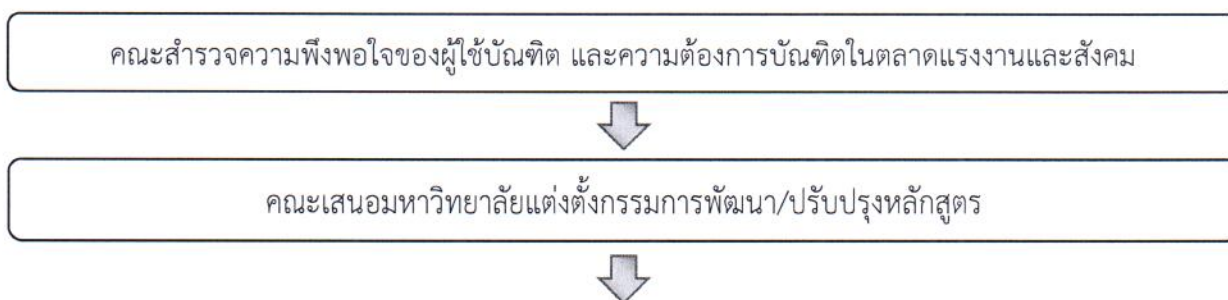 คณะสำรวจความพึงพอใจของผู้ใช้บัณฑิต และความต้องการบัณฑิตในตลาดแรงงานและสังคม
คณะเสนอมหาวิทยาลัยแต่งตั้งกรรมการพัฒนา/ปรับปรุงหลักสูตร